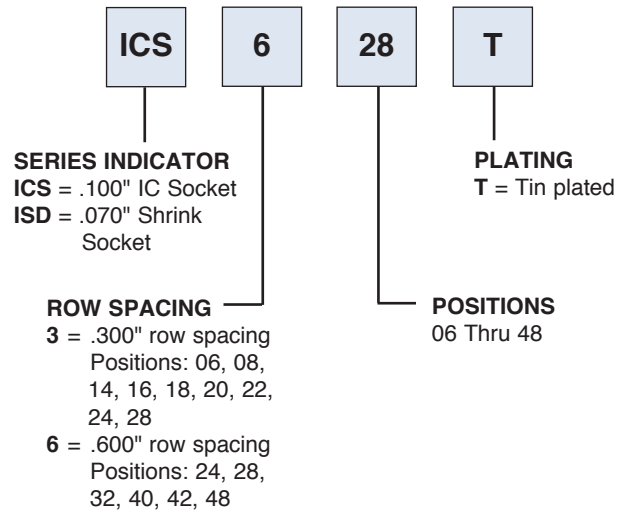 ICS 6 28 T
SERIES INDICATOR
ICS = .100" IC Socket
ISD = .070" Shrink
Socket
PLATING
T = Tin plated
ROW SPACING
3 = .300" row spacing
Positions: 06, 08,
14, 16, 18, 20, 22,
24, 28
6 = .600" row spacing
Positions: 24, 28,
32, 40, 42, 48
POSITIONS
06 Thru 48